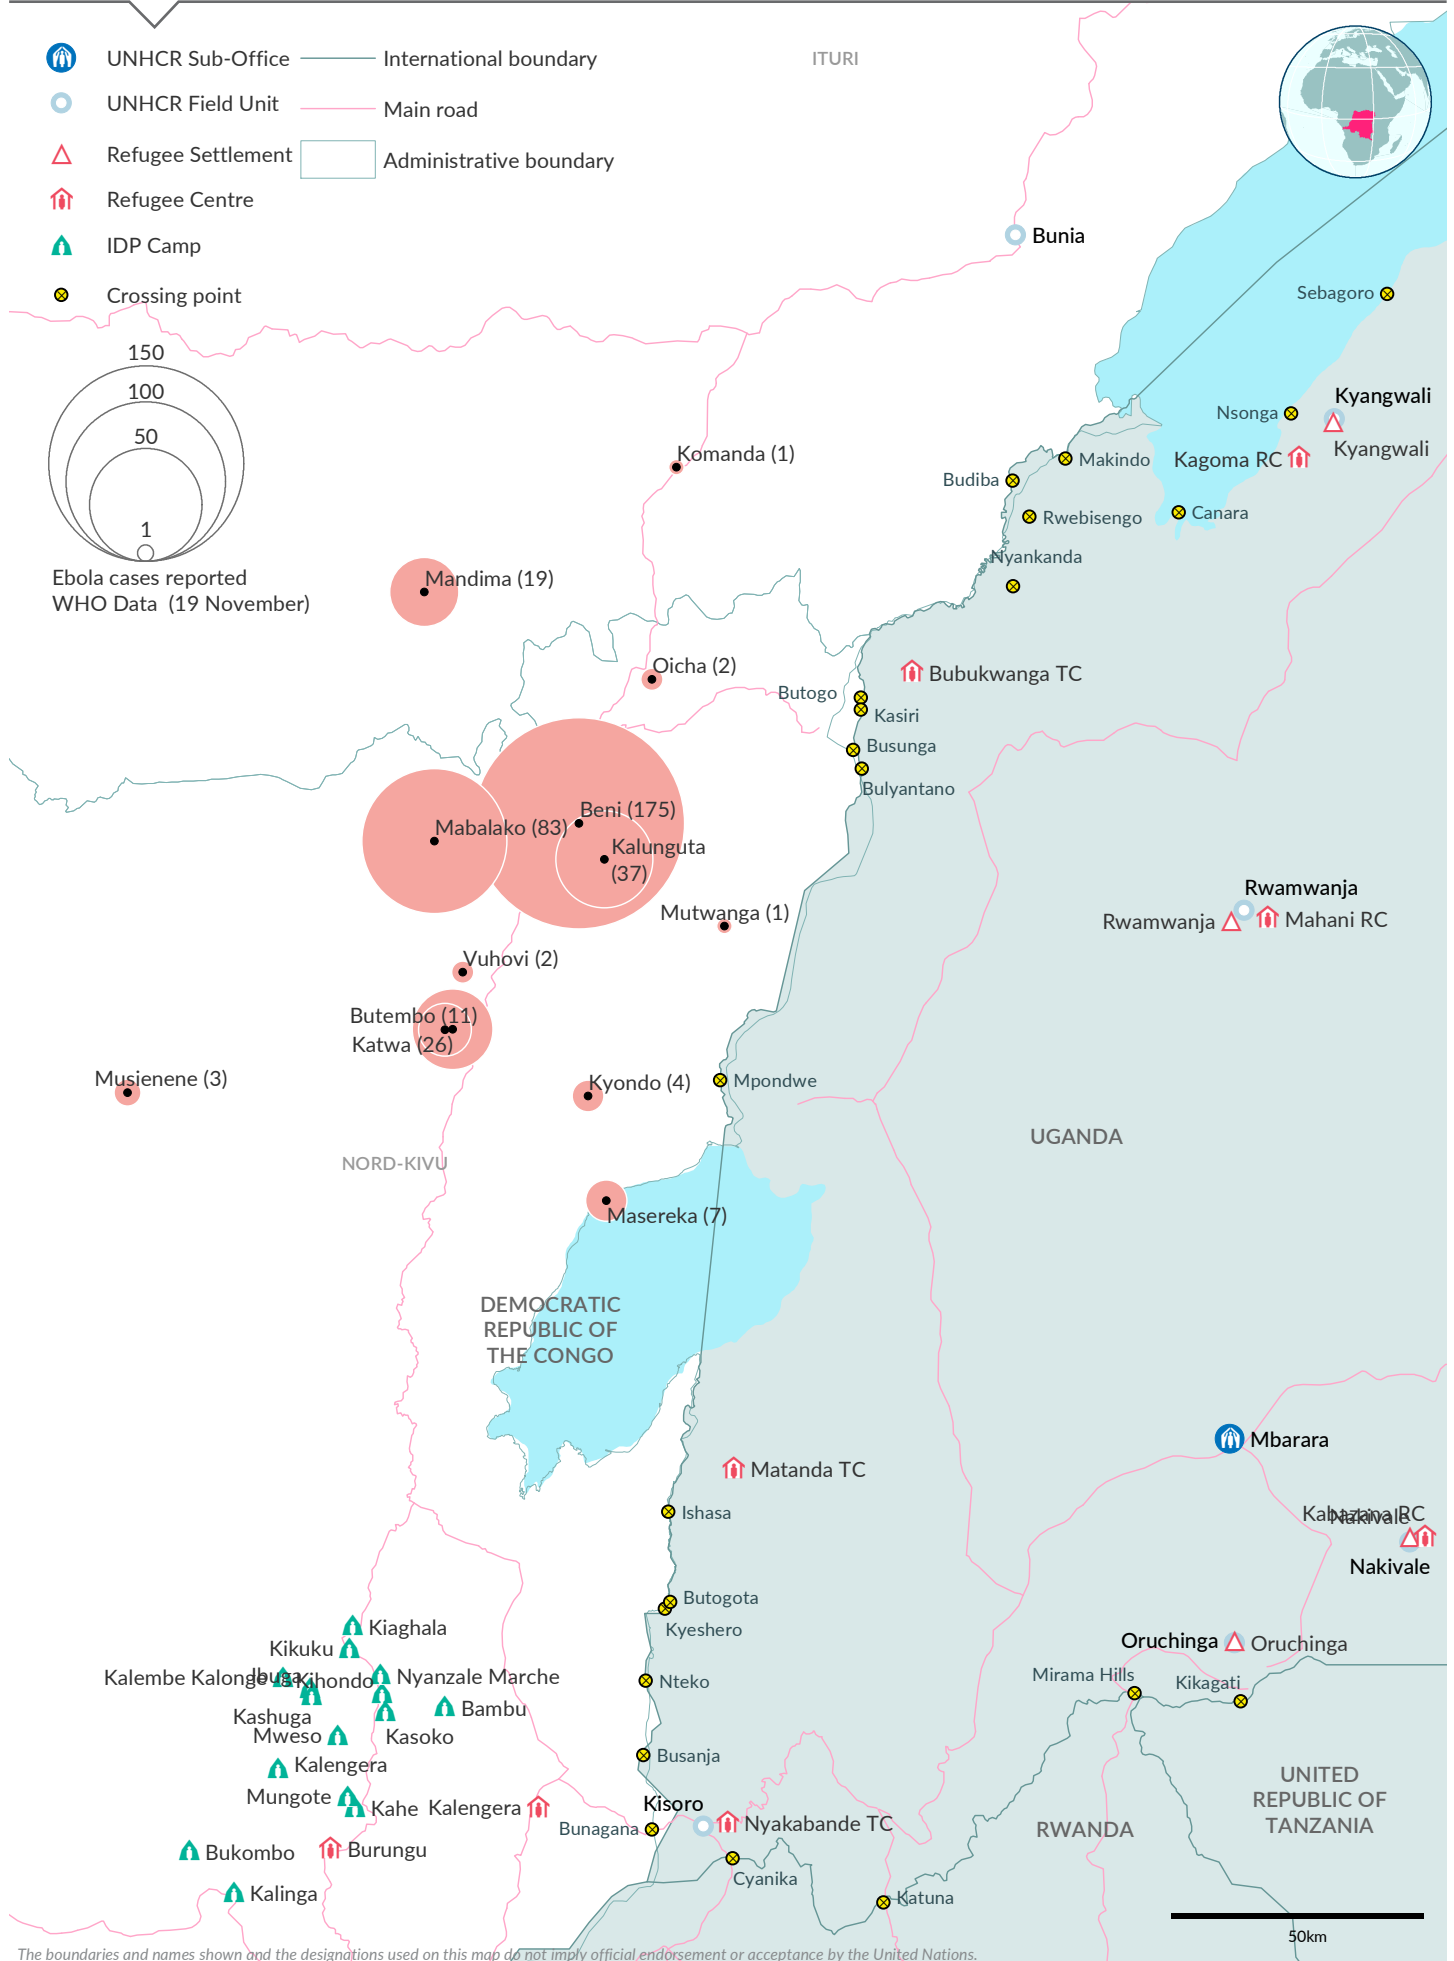 UNHCR Sub-Office
International boundary
UNHCR Field Unit
Main road
Refugee Settlement
Administrative boundary
Refugee Centre
IDP Camp
Crossing point
150
100
50
1
Ebola cases reported
WHO Data (19 November)
ITURI
Bunia
Sebagoro
Kyangwali
Nsonga
Kyangwali
Kagoma RC
Komanda (1)
Makindo
Budiba
Rwebisengo
Canara
Nyankanda
Mandima (19)
Oicha (2)
Bubukwanga TC
Butogo
Kasiri
Busunga
Bulyantano
Beni (175)
Mabalako (83)
Kalunguta
(37)
Rwamwanja
Mutwanga (1)
Rwamwanja
Mahani RC
Vuhovi (2)
Butembo (11)
Katwa (26)
Musienene (3)
Kyondo (4)
Mpondwe
UGANDA
NORD-KIVU
Masereka (7)
DEMOCRATIC
REPUBLIC OF
THE CONGO
Mbarara
Matanda TC
Ishasa
Kabazana RC
Nakivale
Nakivale
Butogota
Kyeshero
Kiaghala
Kikuku
Oruchinga
Oruchinga
Kalembe Kalonge
Ibuga
Kihondo
Nyanzale Marche
Nteko
Mirama Hills
Kikagati
Bambu
Kashuga
Mweso
Kasoko
Busanja
Kalengera
UNITED
REPUBLIC OF
TANZANIA
Mungote
Kahe
Kalengera
Kisoro
Bunagana
Nyakabande TC
RWANDA
Bukombo
Burungu
Cyanika
Kalinga
Katuna
50km
The boundaries and names shown and the designations used on this map do not imply official endorsement or acceptance by the United Nations.